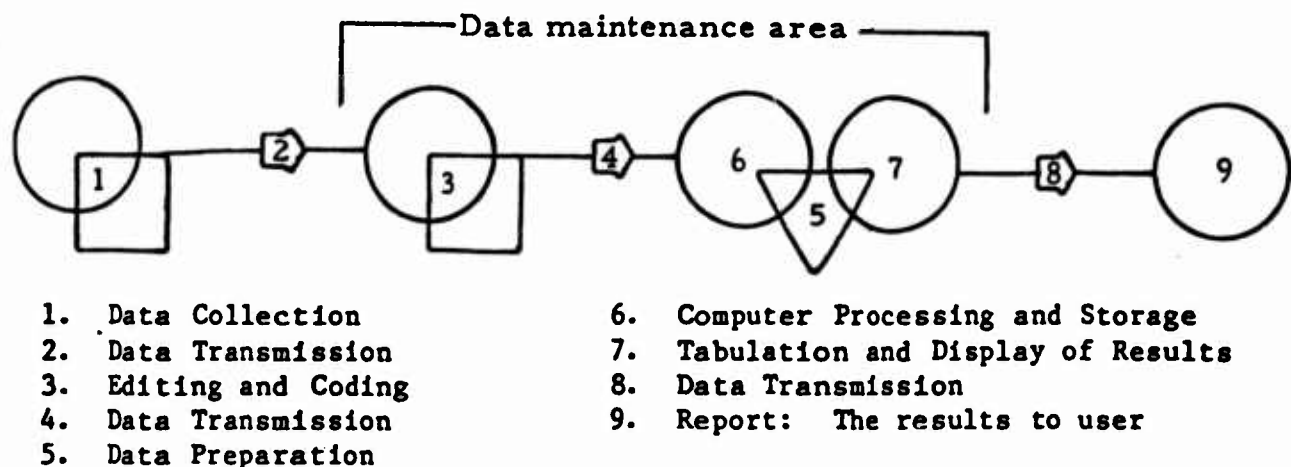 Data maintenance area
1
2
3
4
6
5
7
8
9
1. Data Collection
2. Data Transmission
3. Editing and Coding
4. Data Transmission
5. Data Preparation
6. Computer Processing and Storage
7. Tabulation and Display of Results
8. Data Transmission
9. Report: The results to user